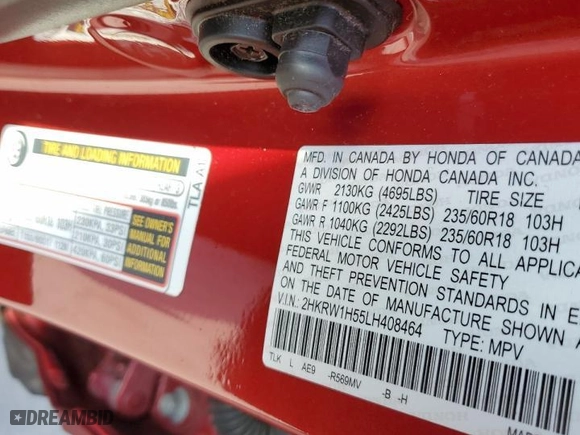 TIRE AND LOADING INFORMATION
TLA A1
SEE OWNER'S
MANUAL FOR
ADDITIONAL
INFORMATION
MFD. IN CANADA BY HONDA OF CANADA
A DIVISION OF HONDA CANADA INC.
GVWR 2130KG (4695LBS) TIRE SIZE
GAWR F 1100KG (2425LBS) 235/60R18 103H
GAWR R 1040KG (2292LBS) 235/60R18 103H
THIS VEHICLE CONFORMS TO ALL APPLICA
FEDERAL MOTOR VEHICLE SAFETY
AND THEFT PREVENTION STANDARDS IN E
ON THE DATE OF MANUFACTURE SHOWN A
V.I.N.: 2HKRW1H55LH408464
TYPE: MPV
TLK L AE9 -R569MV -B -H
MAD
DREAMBID